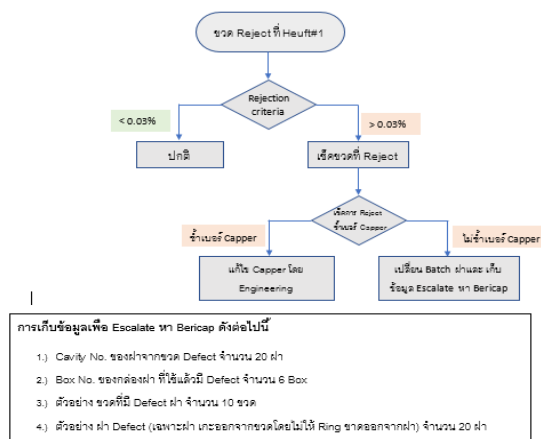 ขวด Reject ที่ Heuft#1
Rejection
criteria
< 0.03%
> 0.03%
ปกติ
เช็คขวดที่ Reject
เช็คการ Reject
ซ้ำเบอร์ Capper
ซ้ำเบอร์ Capper
ไม่ซ้ำเบอร์ Capper
แก้ไข Capper โดย
Engineering
เปลี่ยน Batch ฝาและ เก็บ
ข้อมูล Escalate หา Bericap
การเก็บข้อมูลเพื่อ Escalate หา Bericap ดังต่อไปนี้
1.) Cavity No. ของฝาจากขวด Defect จำนวน 20 ฝา
2.) Box No. ของกล่องฝา ที่ใช้แล้วมี Defect จำนวน 6 Box
3.) ตัวอย่าง ขวดที่มี Defect ฝา จำนวน 10 ขวด
4.) ตัวอย่าง ฝา Defect (เฉพาะฝา เกะออกจากขวดโดยไม่ให้ Ring ขาดออกจากฝา) จำนวน 20 ฝา